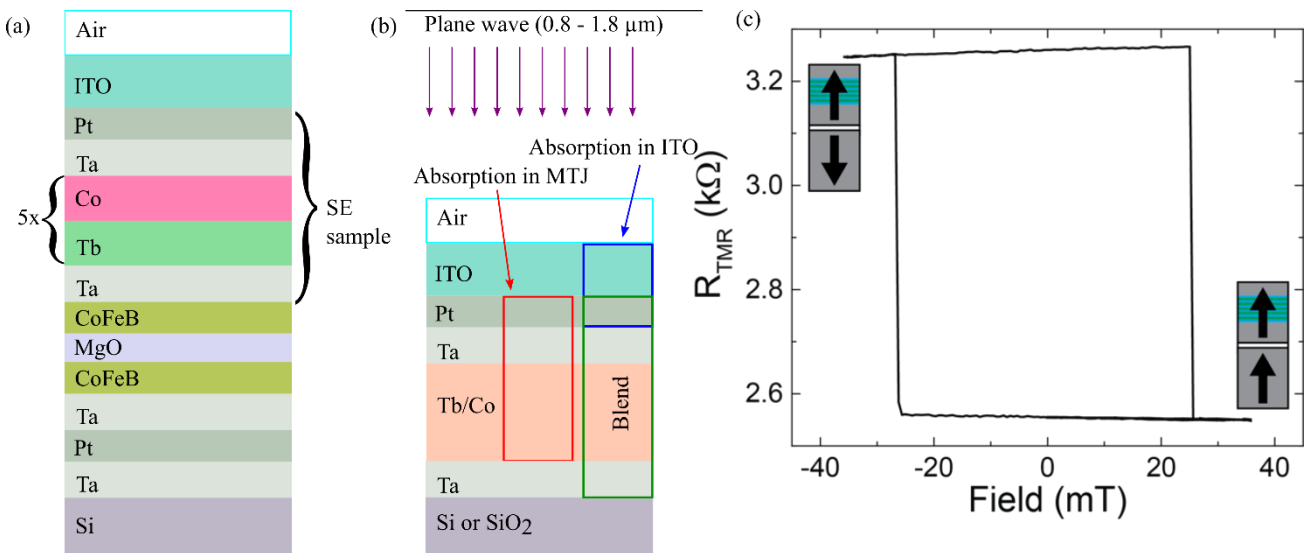 (a)
Air
ITO
Pt
Ta
Co
5x
Tb
SE
sample
Ta
CoFeB
MgO
CoFeB
Ta
Pt
Ta
Si
(b)
Plane wave (0.8 - 1.8 µm)
Absorption in ITO
Absorption in MTJ
Air
ITO
Pt
Ta
Tb/Co
Blend
Ta
Si or SiO2
(c)
3.2
3.0
2.8
2.6
RTMR (kΩ)
-40
-20
0
20
40
Field (mT)